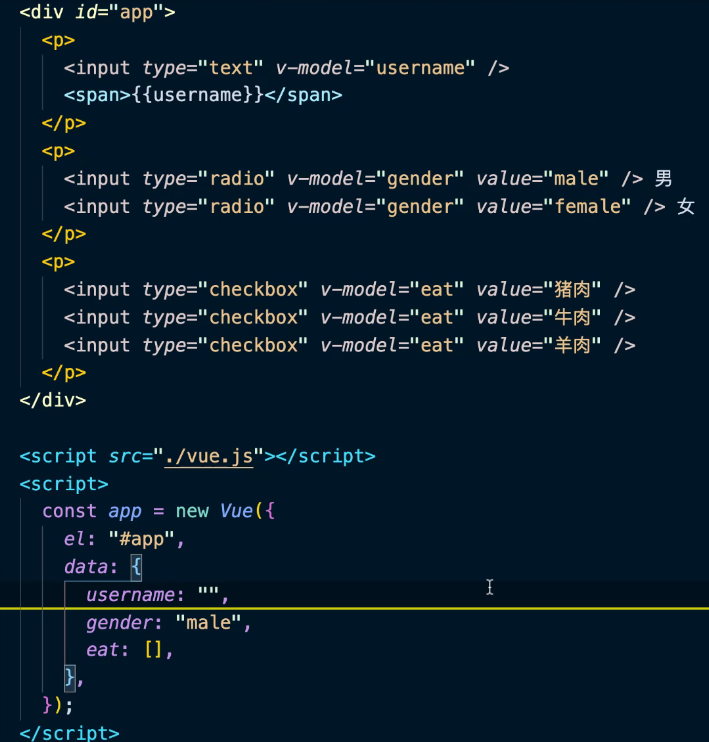 <div id="app">
<p>
<input type="text" v-model="username" />
<span>{{username}}</span>
</p>
<p>
<input type="radio" v-model="gender" value="male" /> 男
<input type="radio" v-model="gender" value="female" /> 女
</p>
<p>
<input type="checkbox" v-model="eat" value="猪肉" />
<input type="checkbox" v-model="eat" value="牛肉" />
<input type="checkbox" v-model="eat" value="羊肉" />
</p>
</div>
<script src="./vue.js"></script>
<script>
const app = new Vue({
el: "#app",
data: {
username: "",
gender: "male",
eat: [],
},
});
</script>